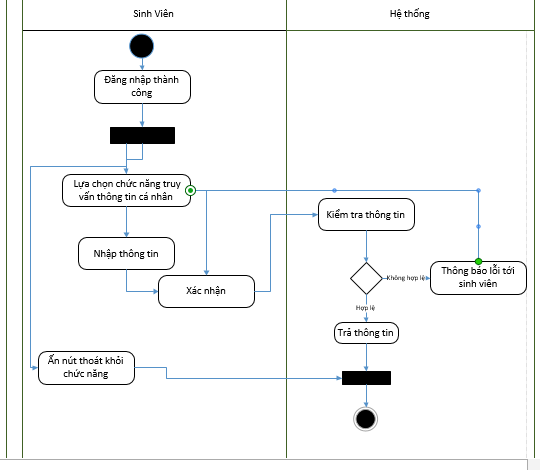 Sinh Viên
Hệ thống
Đăng nhập thành
công
Lựa chọn chức năng truy
vấn thông tin cá nhân
Kiểm tra thông tin
Nhập thông tin
Xác nhận
Không hợp lệ
Thông báo lỗi tới
sinh viên
Hợp lệ
Trả thông tin
Ấn nút thoát khỏi
chức năng